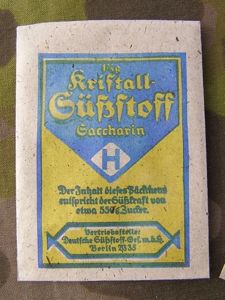 Kristall-
Süßstoff
Saccharin
H
Der Inhalt dieses Päckchens
entspricht der Süßkraft von
etwa 550g Zucker.
Vertriebsstelle:
Deutsche Süßstoff-Ges.m.b.H.
Berlin W35